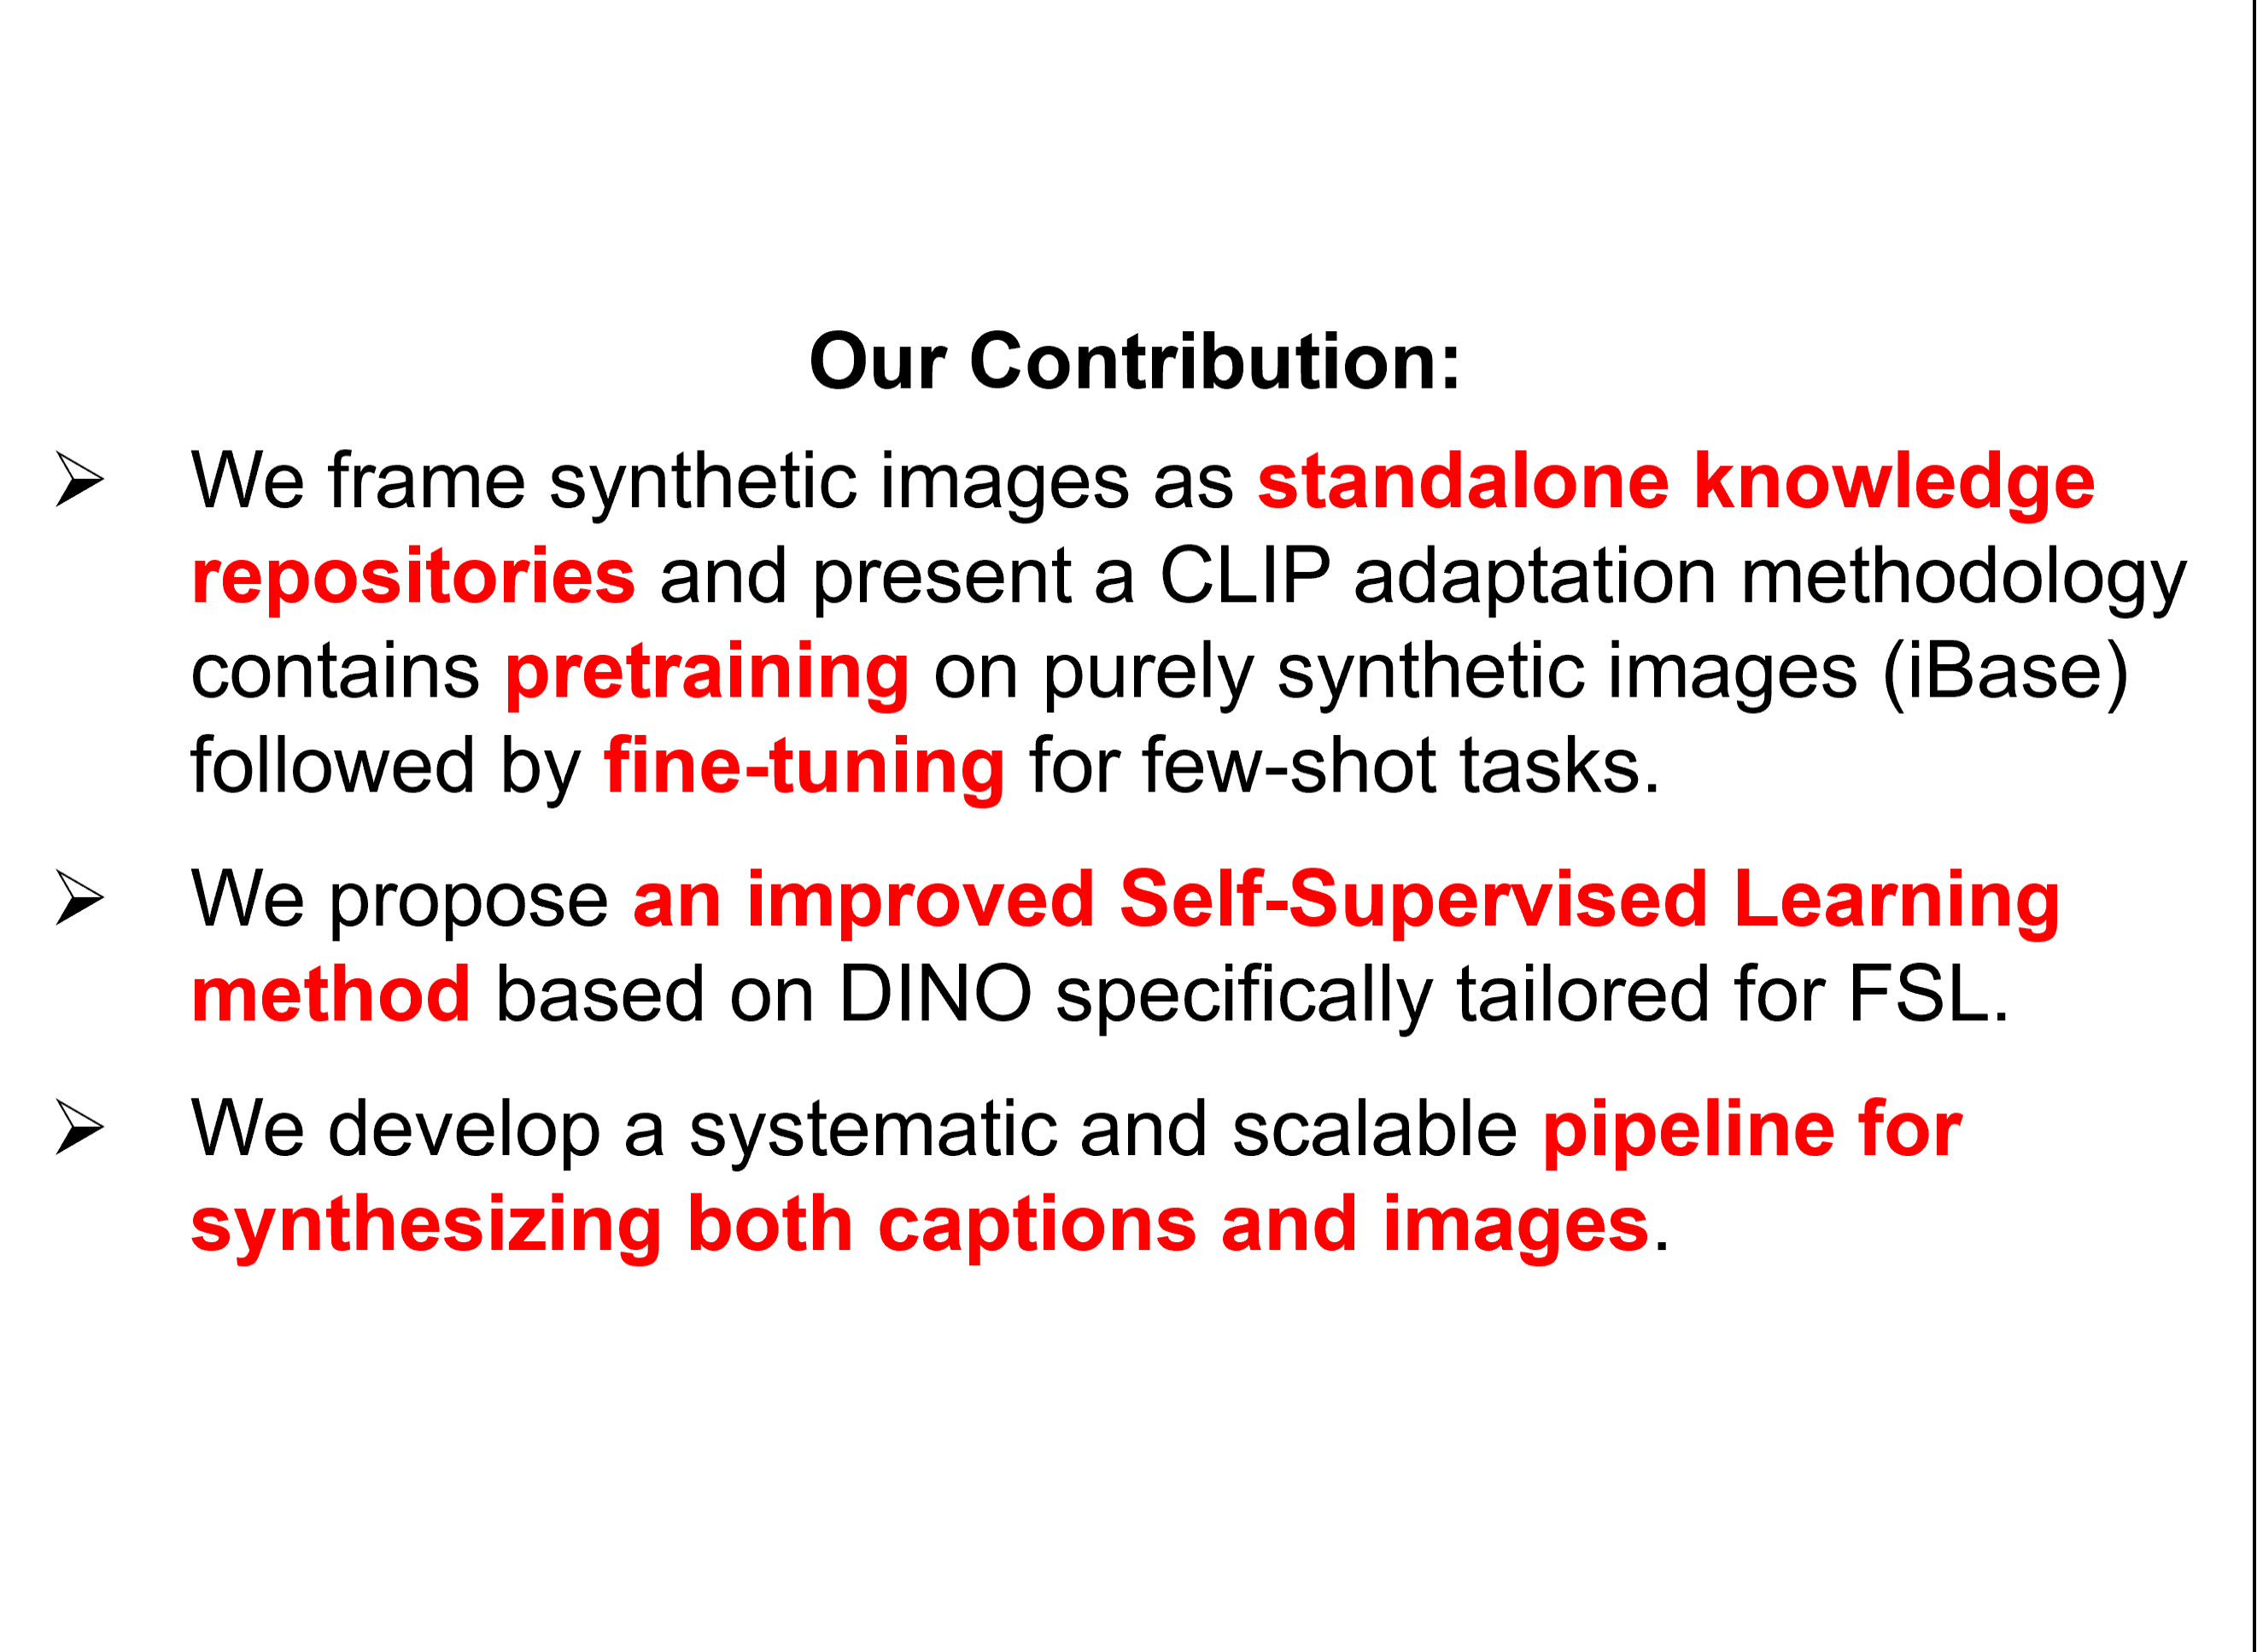 Our Contribution:
We frame synthetic images as standalone knowledge
repositories and present a CLIP adaptation methodology
contains pretraining on purely synthetic images (iBase)
followed by fine-tuning for few-shot tasks.
We propose an improved Self-Supervised Learning
method based on DINO specifically tailored for FSL.
We develop a systematic and scalable pipeline for
synthesizing both captions and images.